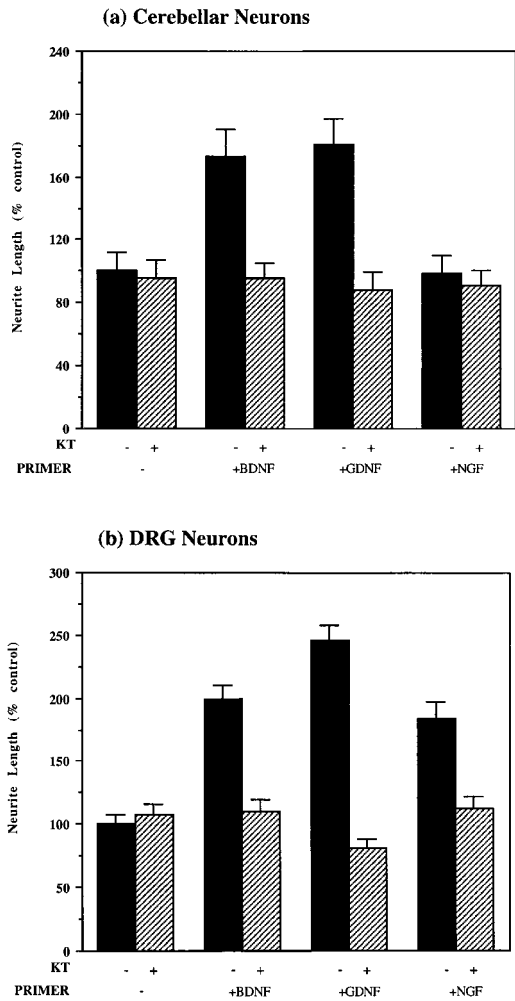 (a) Cerebellar Neurons
240
200
160
120
80
40
0
Neurite Length (% control)
KT - + - + - + - +
PRIMER - +BDNF +GDNF +NGF
(b) DRG Neurons
300
250
200
150
100
50
0
Neurite Length (% control)
KT - + - + - + - +
PRIMER - +BDNF +GDNF +NGF